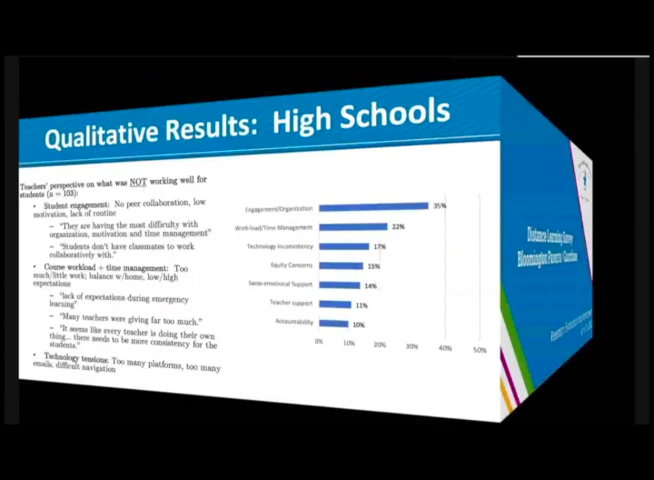 Qualitative Results: High Schools
Teachers' perspective on what was NOT working well for
students (n = 103):
• Student engagement: No peer collaboration, low
motivation, lack of routine
– "They are having the most difficulty with
organization, motivation and time management"
– "Students don't have classmates to work
collaboratively with."
• Course workload + time management: Too
much/little work; balance w/home, low/high
expectations
– "lack of expectations during emergency
learning"
– "Many teachers were giving far too much."
– "It seems like every teacher is doing their own
thing... there needs to be more consistency for the
students."
• Technology tensions: Too many platforms, too many
emails, difficult navigation
Engagement/Organization 35%
Work-load/Time Management 22%
Technology Inconsistency 17%
Equity Concerns 15%
Socio-emotional Support 14%
Teacher support 11%
Accountability 10%
0% 10% 20% 30% 40% 50%
Distance Learning Survey
Bloomington Parents / Guardians